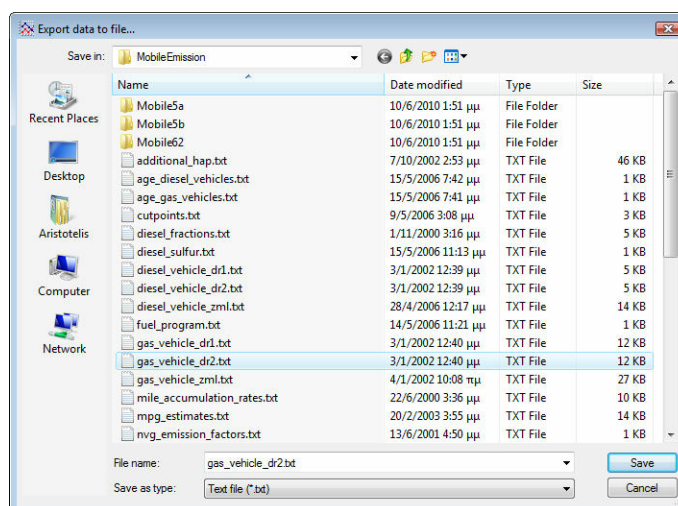 Export data to file...
Save in: MobileEmission
Name Date modified Type Size
Recent Places
Desktop
Aristotelis
Computer
Network
Mobile5a 10/6/2010 1:51 μμ File Folder
Mobile5b 10/6/2010 1:51 μμ File Folder
Mobile62 10/6/2010 1:51 μμ File Folder
additional_hap.txt 7/10/2002 2:53 μμ TXT File 46 KB
age_diesel_vehicles.txt 15/5/2006 7:42 μμ TXT File 1 KB
age_gas_vehicles.txt 15/5/2006 7:41 μμ TXT File 1 KB
cutpoints.txt 9/5/2006 3:08 μμ TXT File 3 KB
diesel_fractions.txt 1/11/2000 3:16 μμ TXT File 5 KB
diesel_sulfur.txt 15/5/2006 11:13 μμ TXT File 1 KB
diesel_vehicle_dr1.txt 3/1/2002 12:39 μμ TXT File 5 KB
diesel_vehicle_dr2.txt 3/1/2002 12:39 μμ TXT File 5 KB
diesel_vehicle_zml.txt 28/4/2006 12:17 μμ TXT File 14 KB
fuel_program.txt 14/5/2006 11:21 μμ TXT File 1 KB
gas_vehicle_dr1.txt 3/1/2002 12:40 μμ TXT File 12 KB
gas_vehicle_dr2.txt 3/1/2002 12:40 μμ TXT File 12 KB
gas_vehicle_zml.txt 4/1/2002 10:08 πμ TXT File 27 KB
mile_accumulation_rates.txt 22/6/2000 3:36 μμ TXT File 10 KB
mpg_estimates.txt 20/2/2003 3:55 μμ TXT File 14 KB
nvg_emission_factors.txt 13/6/2001 4:50 μμ TXT File 1 KB
File name: gas_vehicle_dr2.txt Save
Save as type: Text file (*.txt) Cancel